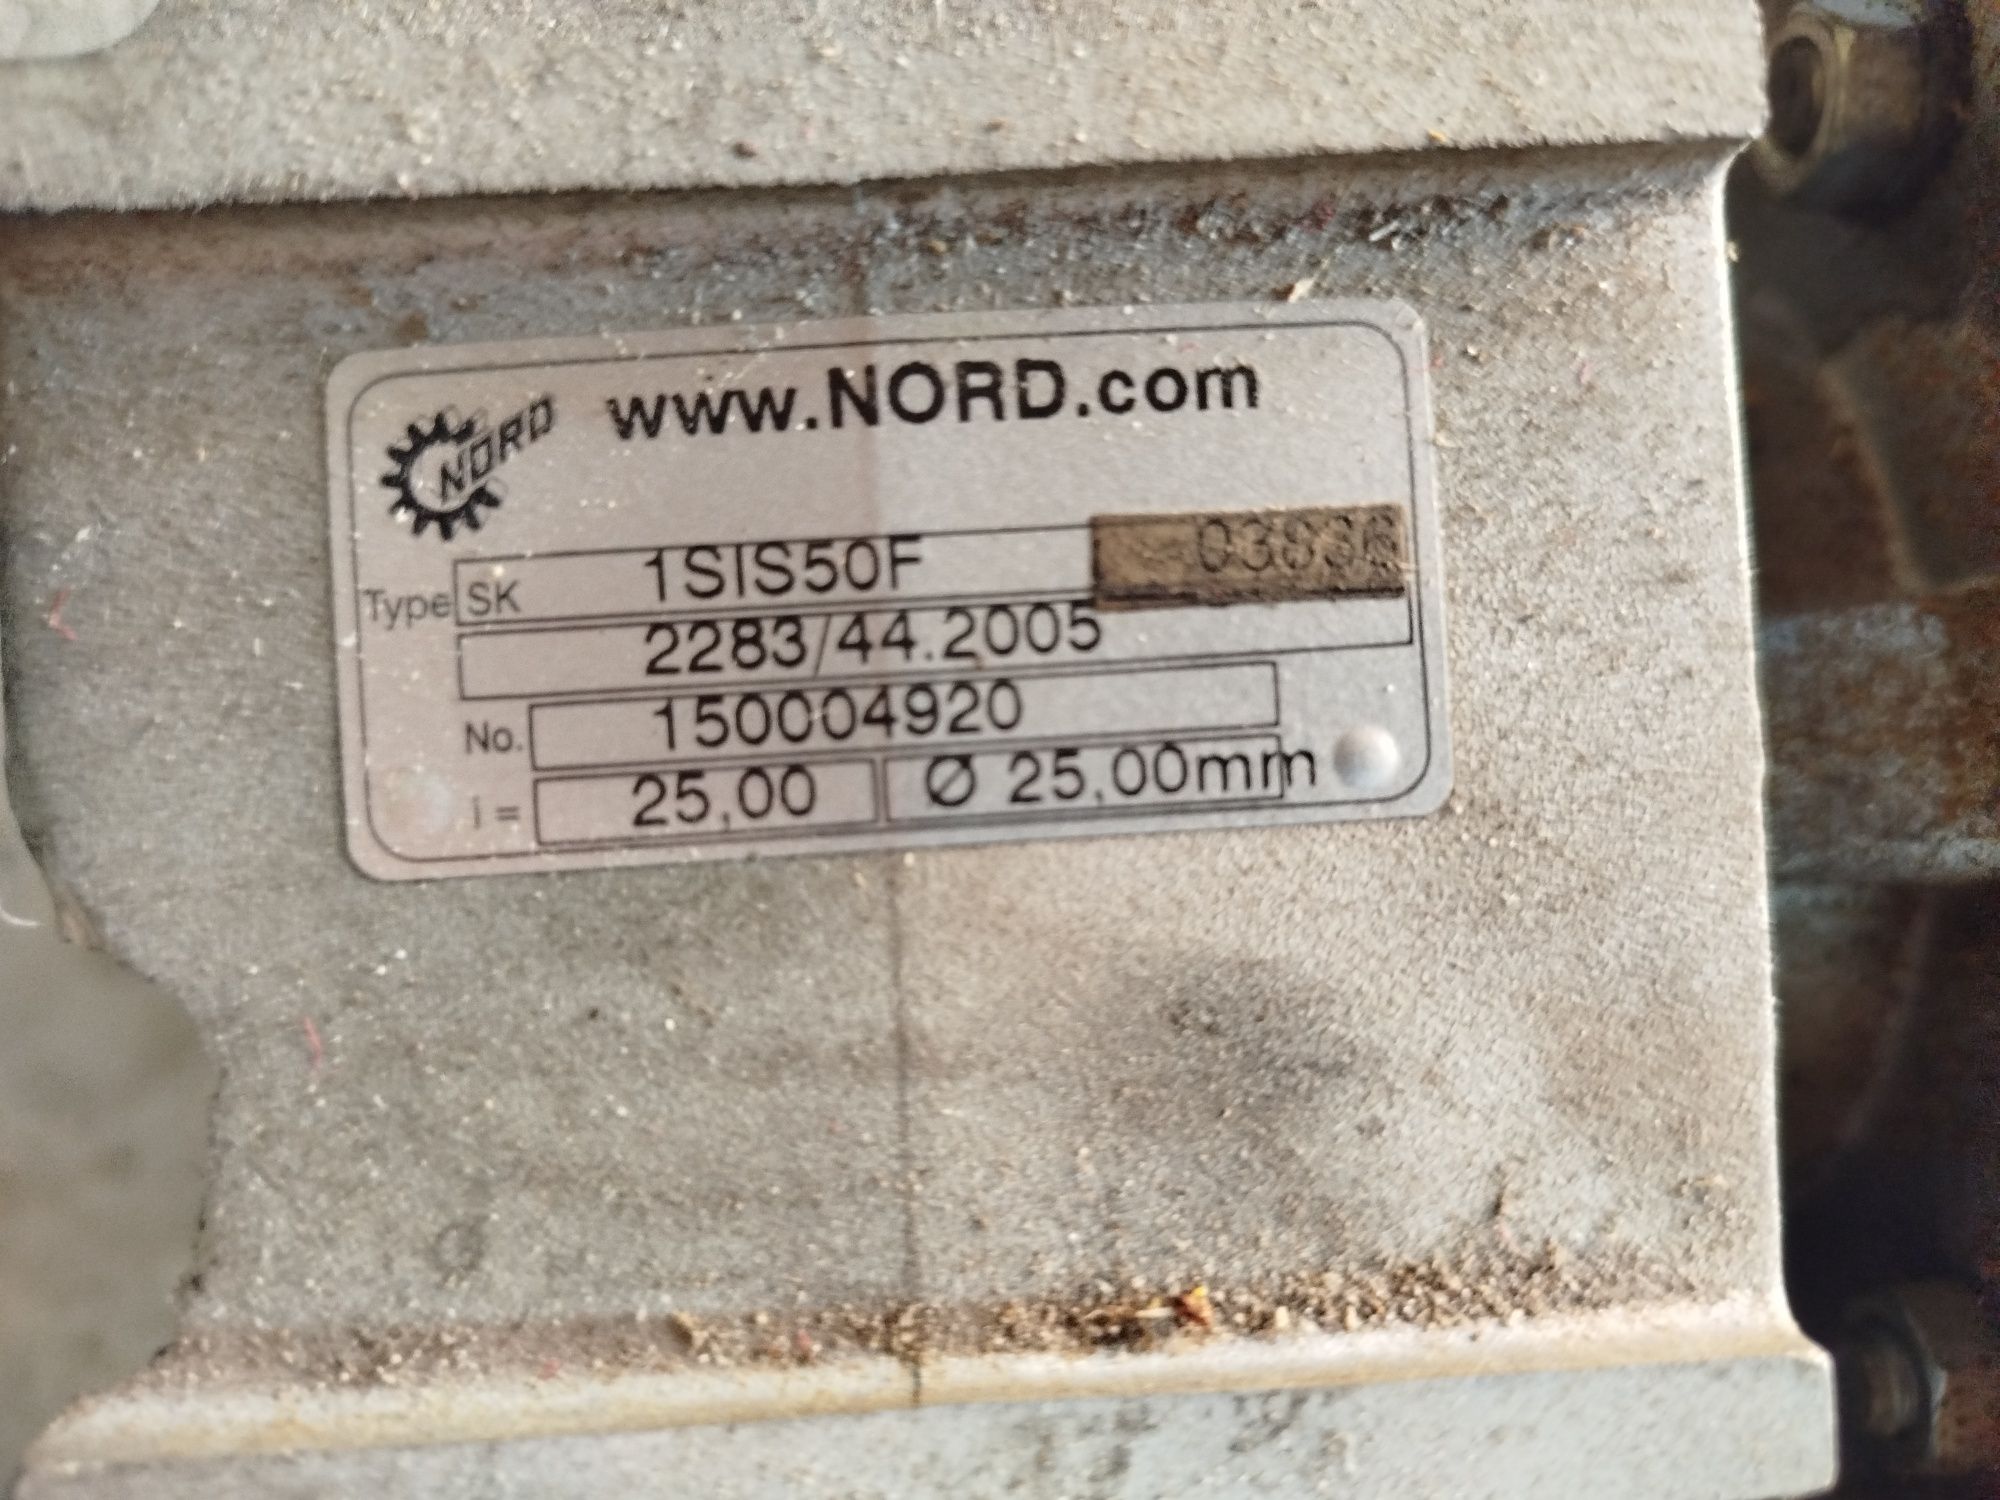 NORD www.NORD.com
Type SK 1SIS50F
2283/44.2005
No. 150004920
i = 25,00 Ø 25,00mm